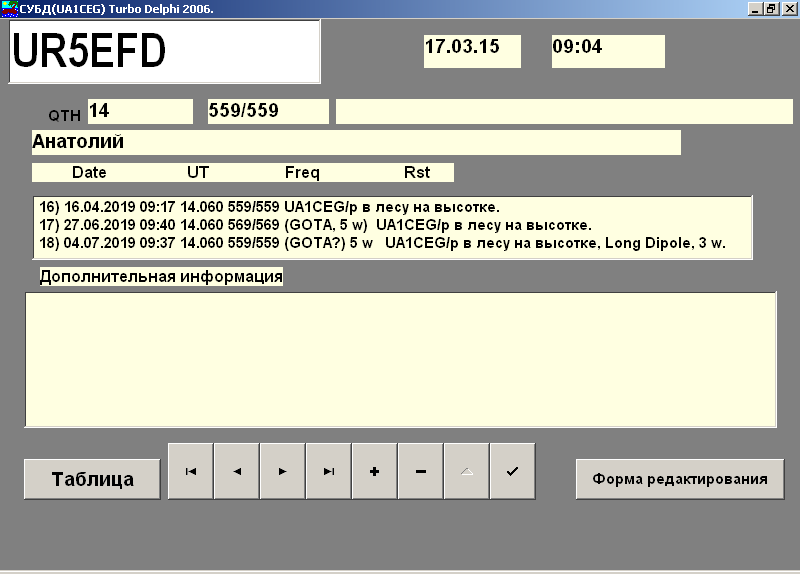 СУБД(UA1CEG) Turbo Delphi 2006.
UR5EFD
17.03.15 09:04
QTH 14 559/559
Анатолий
Date UT Freq Rst
16) 16.04.2019 09:17 14.060 559/559 UA1CEG/p в лесу на высотке.
17) 27.06.2019 09:40 14.060 569/569 (GOTA, 5 w) UA1CEG/p в лесу на высотке.
18) 04.07.2019 09:37 14.060 559/559 (GOTA?) 5 w UA1CEG/p в лесу на высотке, Long Dipole, 3 w.
Дополнительная информация
Таблица
Форма редактирования